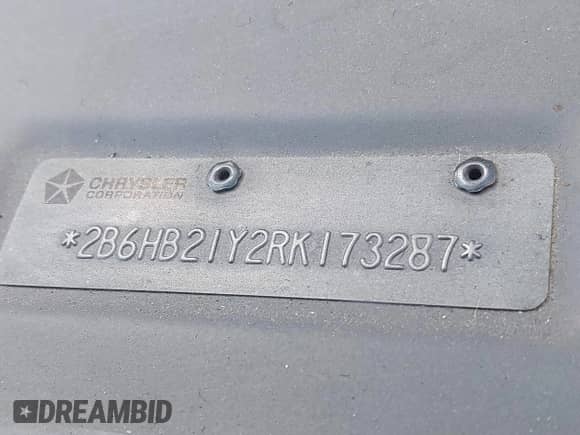 CHRYSLER
CORPORATION
*2B6HB21Y2RK173287*
DREAMBID